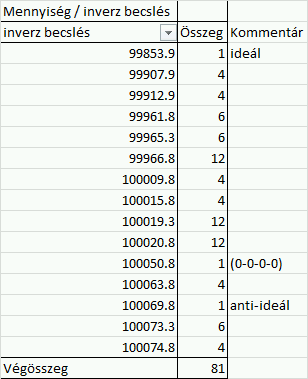 Mennyiség / inverz becslés
inverz becslés Összeg Kommentár
99853.9 1 ideál
99907.9 4
99912.9 4
99961.8 6
99965.3 6
99966.8 12
100009.8 4
100015.8 4
100019.3 12
100020.8 12
100050.8 1 (0-0-0-0)
100063.8 4
100069.8 1 anti-ideál
100073.3 6
100074.8 4
Végösszeg 81